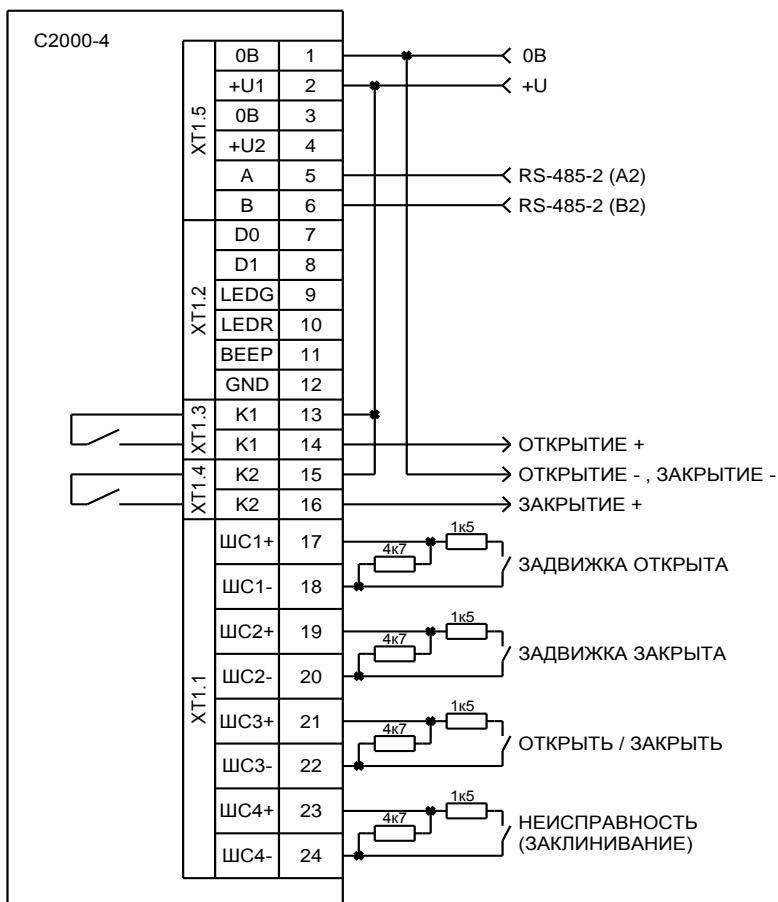 С2000-4
XT1.5
0В 1 0В
+U1 2 +U
0В 3
+U2 4
A 5 RS-485-2 (A2)
B 6 RS-485-2 (B2)
XT1.2
D0 7
D1 8
LEDG 9
LEDR 10
BEEP 11
GND 12
XT1.3
К1 13
К1 14 ОТКРЫТИЕ +
XT1.4
К2 15 ОТКРЫТИЕ - , ЗАКРЫТИЕ -
К2 16 ЗАКРЫТИЕ +
XT1.1
ШС1+ 17 4к7 1к5
ЗАДВИЖКА ОТКРЫТА
ШС1- 18
ШС2+ 19 4к7 1к5
ЗАДВИЖКА ЗАКРЫТА
ШС2- 20
ШС3+ 21 4к7 1к5
ОТКРЫТЬ / ЗАКРЫТЬ
ШС3- 22
ШС4+ 23 4к7 1к5
НЕИСПРАВНОСТЬ
(ЗАКЛИНИВАНИЕ)
ШС4- 24